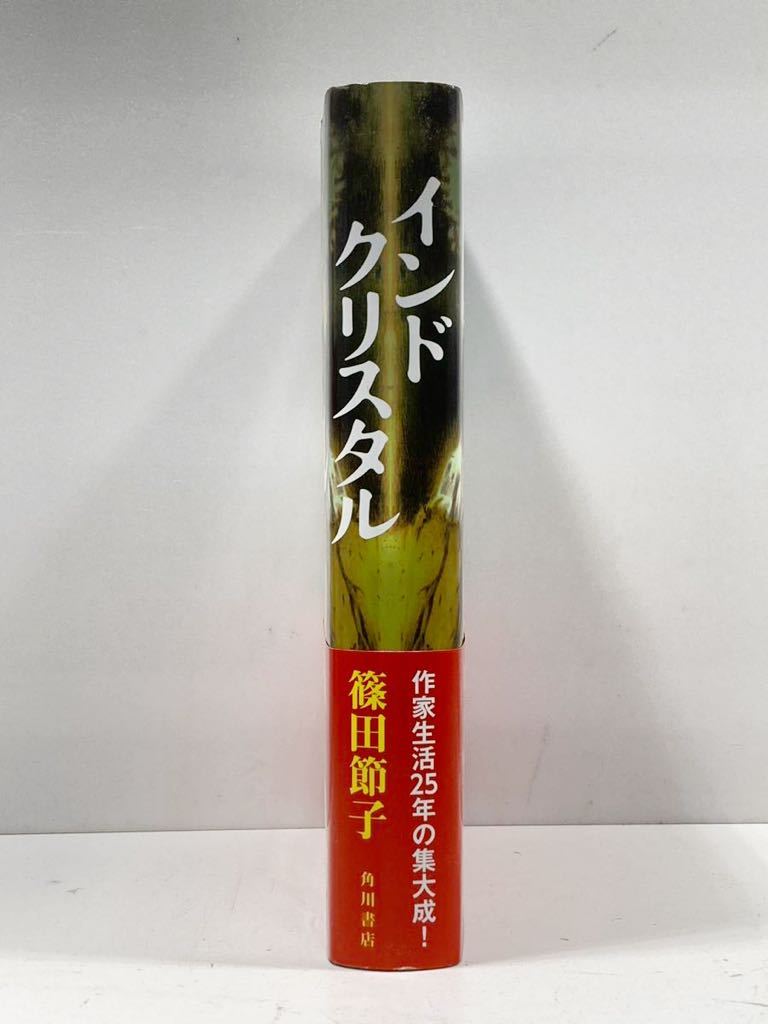 インド
クリスタル
作家生活25年の集大成!
篠田節子
角川書店